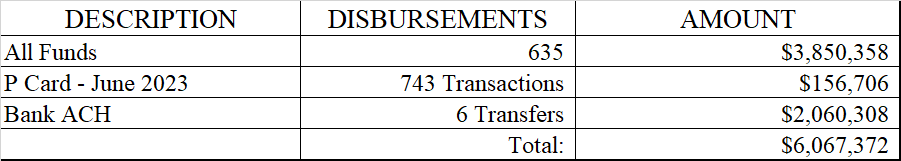 DESCRIPTION DISBURSEMENTS AMOUNT
All Funds 635 $3,850,358
P Card - June 2023 743 Transactions $156,706
Bank ACH 6 Transfers $2,060,308
Total: $6,067,372